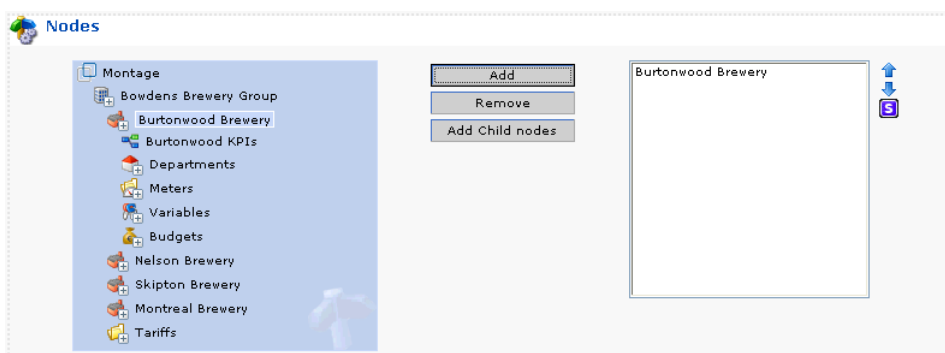 Nodes
Montage
Bowdens Brewery Group
Burtonwood Brewery
Burtonwood KPIs
Departments
Meters
Variables
Budgets
Nelson Brewery
Skipton Brewery
Montreal Brewery
Tariffs
Add
Remove
Add Child nodes
Burtonwood Brewery
S